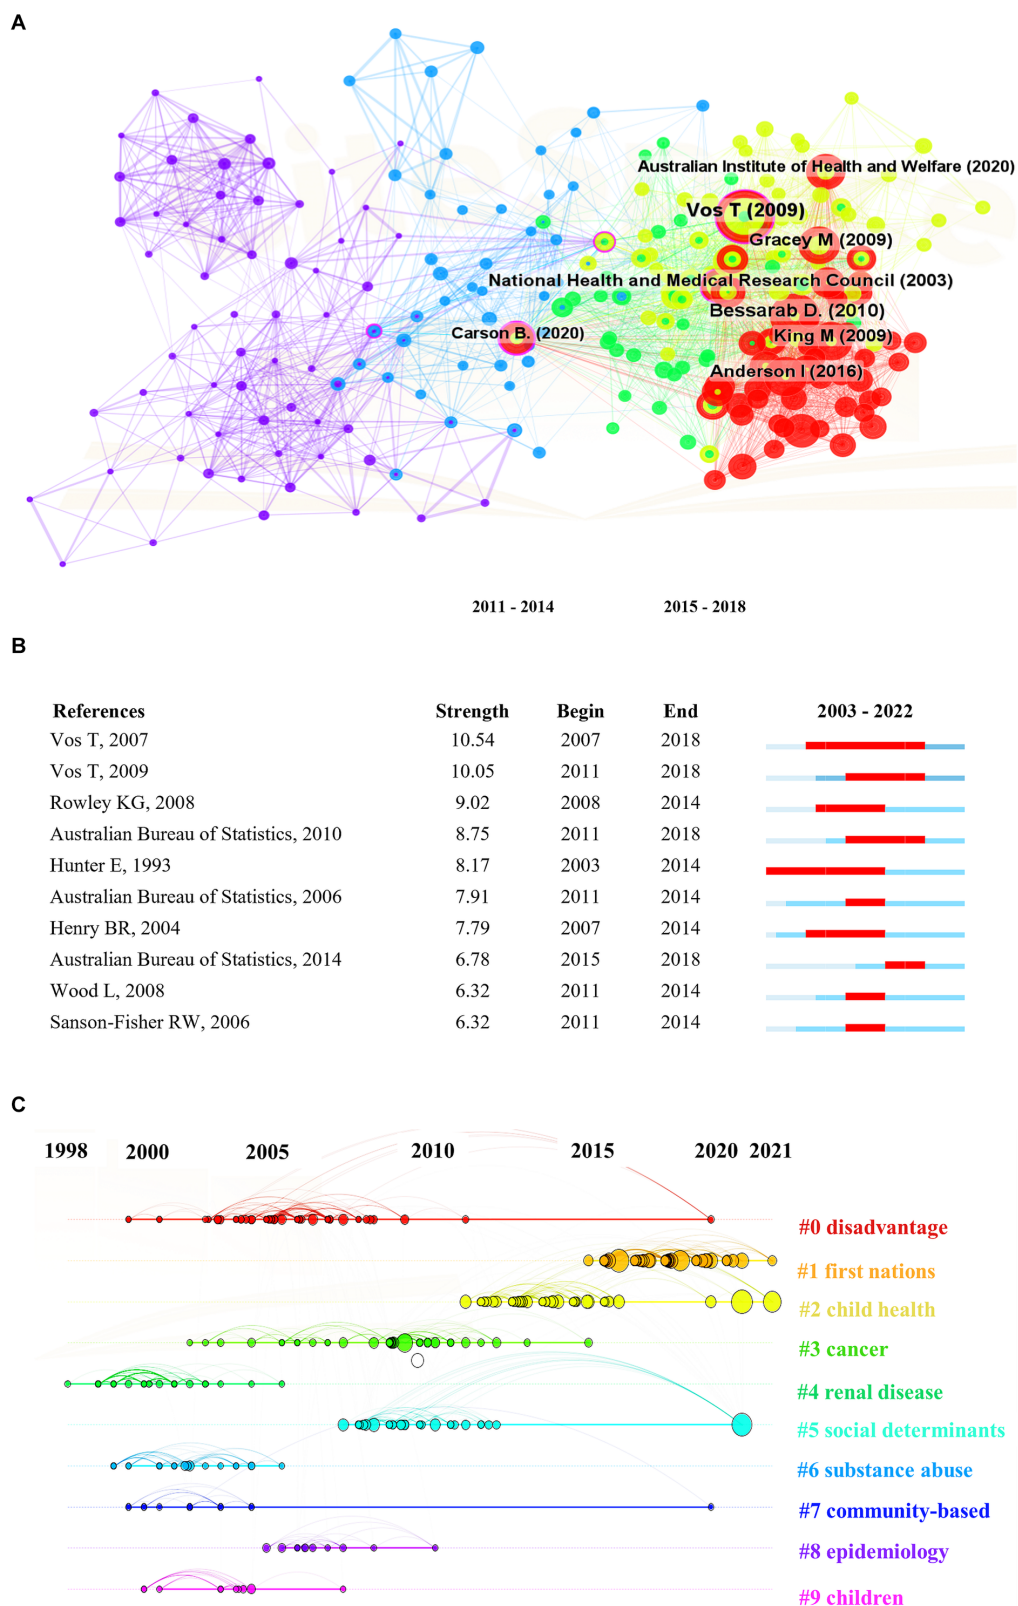 A
Australian Institute of Health and Welfare (2020)
Vos T (2009)
Gracey M (2009)
National Health and Medical Research Council (2003)
Bessarab D. (2010)
Carson B. (2020)
King M (2009)
Anderson I (2016)
2011 - 2014 2015 - 2018
B
References Strength Begin End 2003 - 2022
Vos T, 2007 10.54 2007 2018
Vos T, 2009 10.05 2011 2018
Rowley KG, 2008 9.02 2008 2014
Australian Bureau of Statistics, 2010 8.75 2011 2018
Hunter E, 1993 8.17 2003 2014
Australian Bureau of Statistics, 2006 7.91 2011 2014
Henry BR, 2004 7.79 2007 2014
Australian Bureau of Statistics, 2014 6.78 2015 2018
Wood L, 2008 6.32 2011 2014
Sanson-Fisher RW, 2006 6.32 2011 2014
C
1998 2000 2005 2010 2015 2020 2021
#0 disadvantage
#1 first nations
#2 child health
#3 cancer
#4 renal disease
#5 social determinants
#6 substance abuse
#7 community-based
#8 epidemiology
#9 children